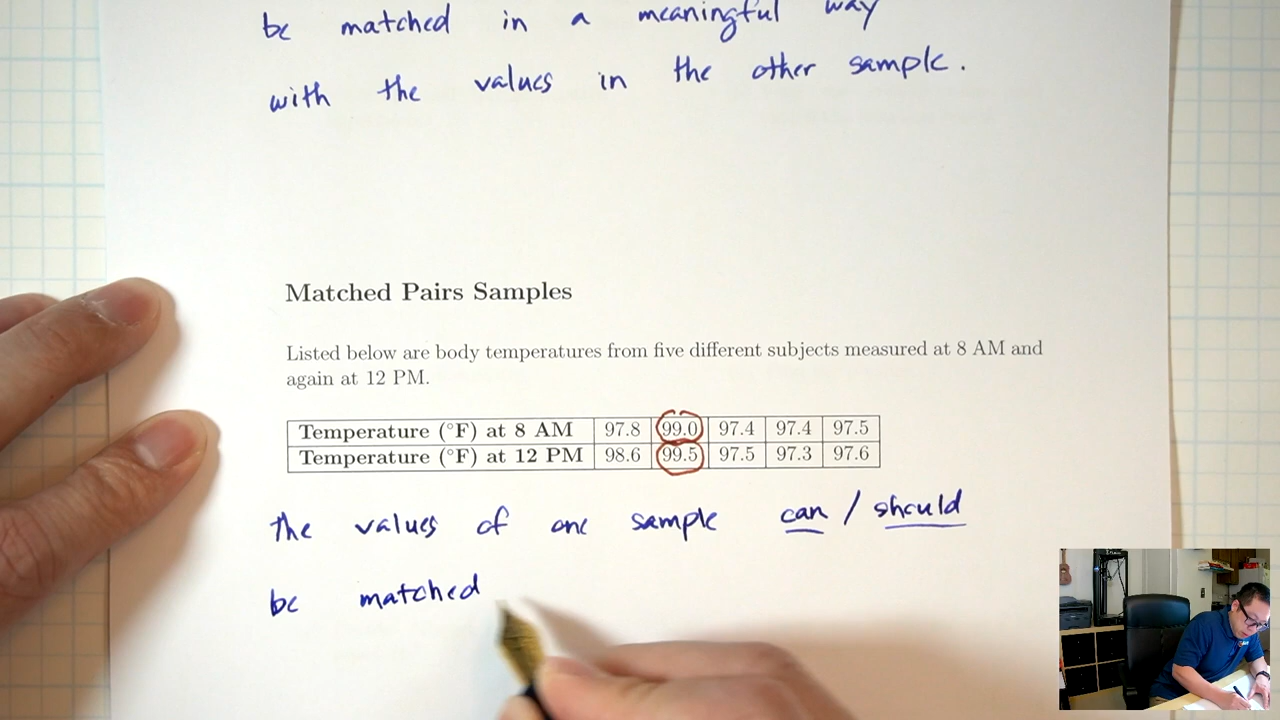 be matched in a meaningful way
with the values in the other sample.
Matched Pairs Samples
Listed below are body temperatures from five different subjects measured at 8 AM and
again at 12 PM.
Temperature (°F) at 8 AM 97.8 99.0 97.4 97.4 97.5
Temperature (°F) at 12 PM 98.6 99.5 97.5 97.3 97.6
the values of one sample can / should
be matched